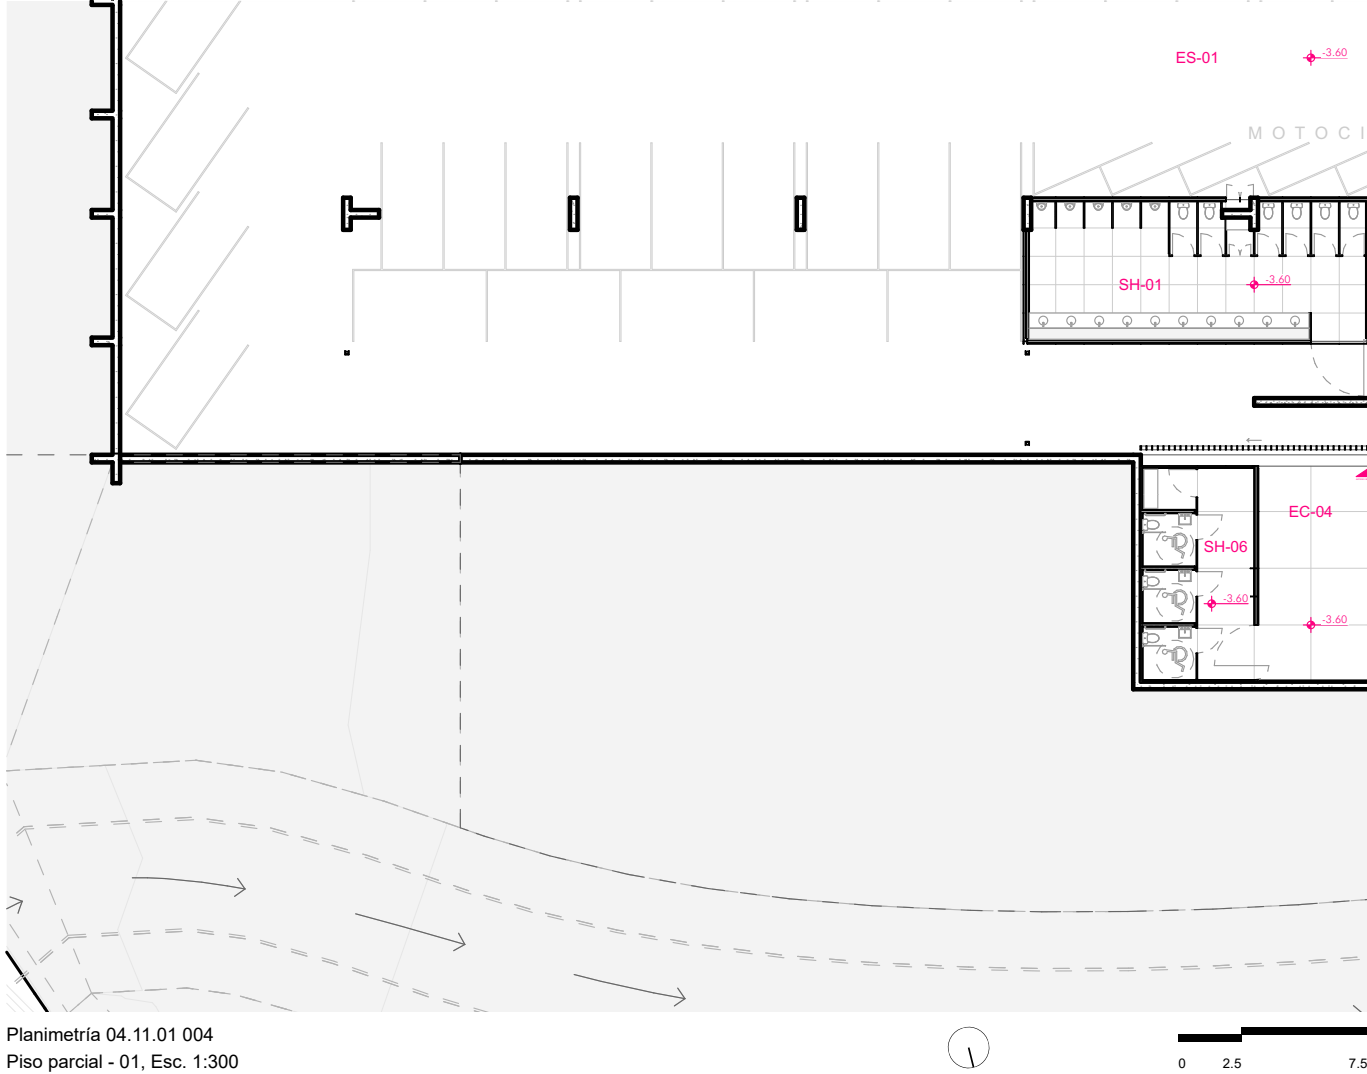 ES-01
-3.60
MOTOCI
SH-01
-3.60
EC-04
SH-06
-3.60
-3.60
Planimetría 04.11.01 004
Piso parcial - 01, Esc. 1:300
0 2.5 7.5